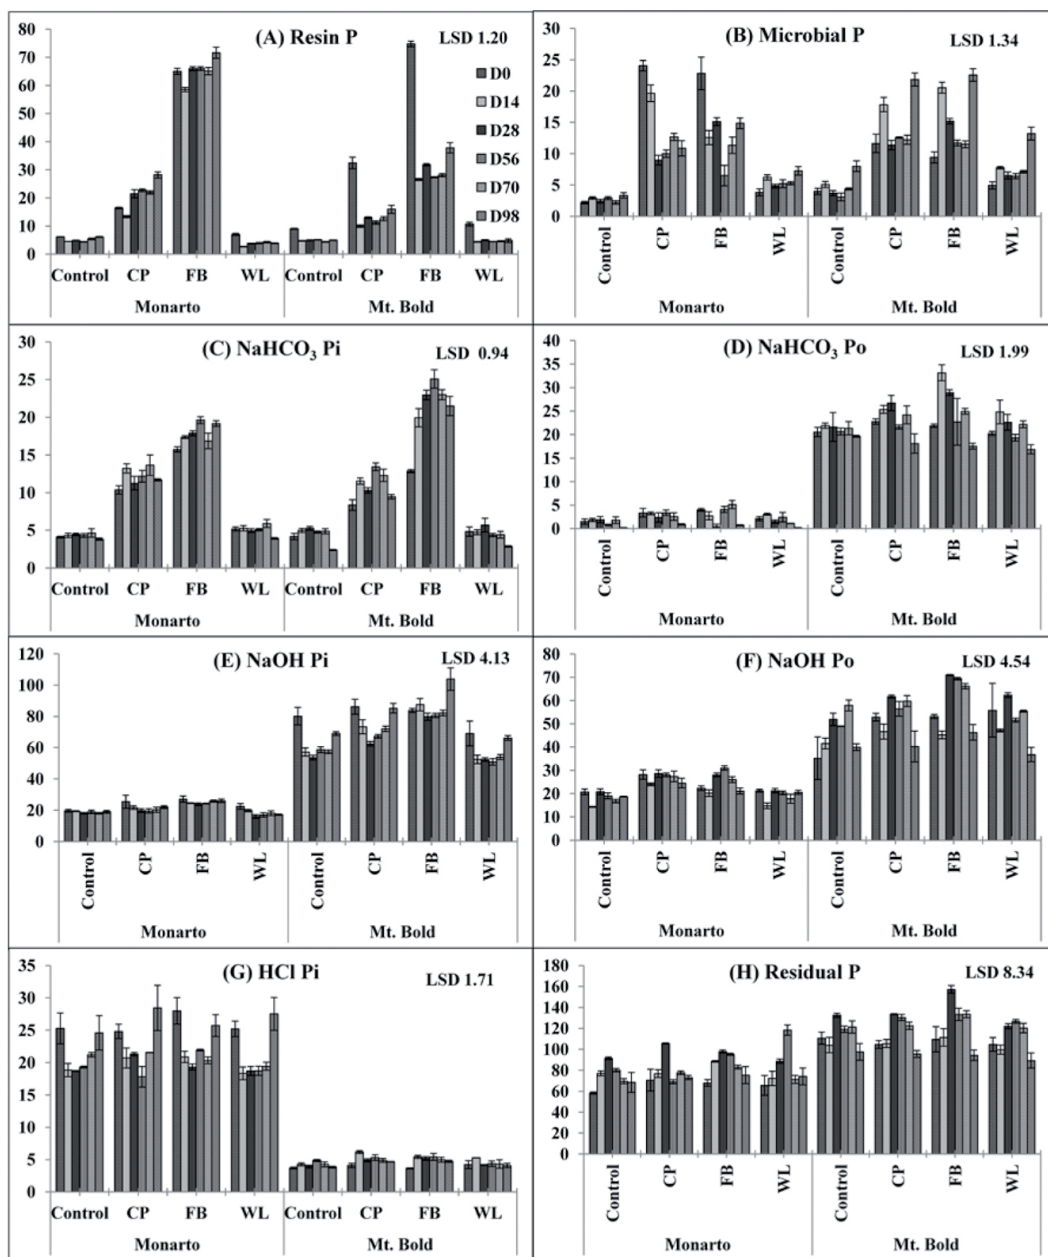 (A) Resin P
LSD 1.20
80
70
60
50
40
30
20
10
0
D0
D14
D28
D56
D70
D98
Control CP FB WL Control CP FB WL
Monarto Mt. Bold
(B) Microbial P
LSD 1.34
30
25
20
15
10
5
0
Control CP FB WL Control CP FB WL
Monarto Mt. Bold
(C) NaHCO₃ Pi
LSD 0.94
30
25
20
15
10
5
0
Control CP FB WL Control CP FB WL
Monarto Mt. Bold
(D) NaHCO₃ Po
LSD 1.99
40
35
30
25
20
15
10
5
0
Control CP FB WL Control CP FB WL
Monarto Mt. Bold
(E) NaOH Pi
LSD 4.13
120
100
80
60
40
20
0
Control CP FB WL Control CP FB WL
Monarto Mt. Bold
(F) NaOH Po
LSD 4.54
80
70
60
50
40
30
20
10
0
Control CP FB WL Control CP FB WL
Monarto Mt. Bold
(G) HCl Pi
LSD 1.71
35
30
25
20
15
10
5
0
Control CP FB WL Control CP FB WL
Monarto Mt. Bold
(H) Residual P
LSD 8.34
180
160
140
120
100
80
60
40
20
0
Control CP FB WL Control CP FB WL
Monarto Mt. Bold